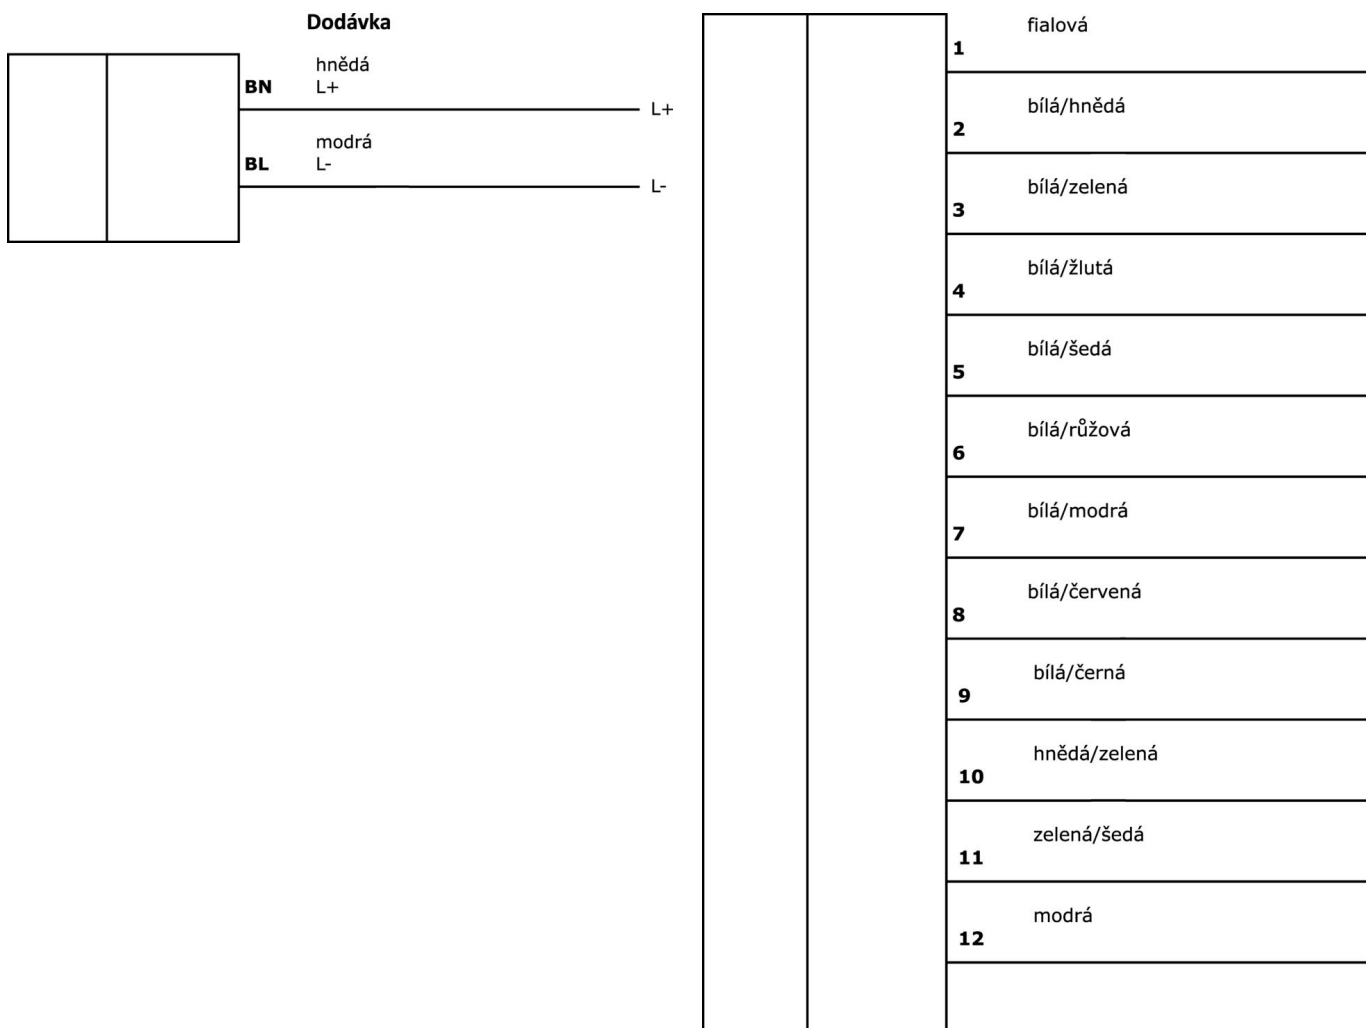 Dodávka
hnědá
BN L+
L+
modrá
BL L-
L-
fialová
1
bílá/hnědá
2
bílá/zelená
3
bílá/žlutá
4
bílá/šedá
5
bílá/růžová
6
bílá/modrá
7
bílá/červená
8
bílá/černá
9
hnědá/zelená
10
zelená/šedá
11
modrá
12